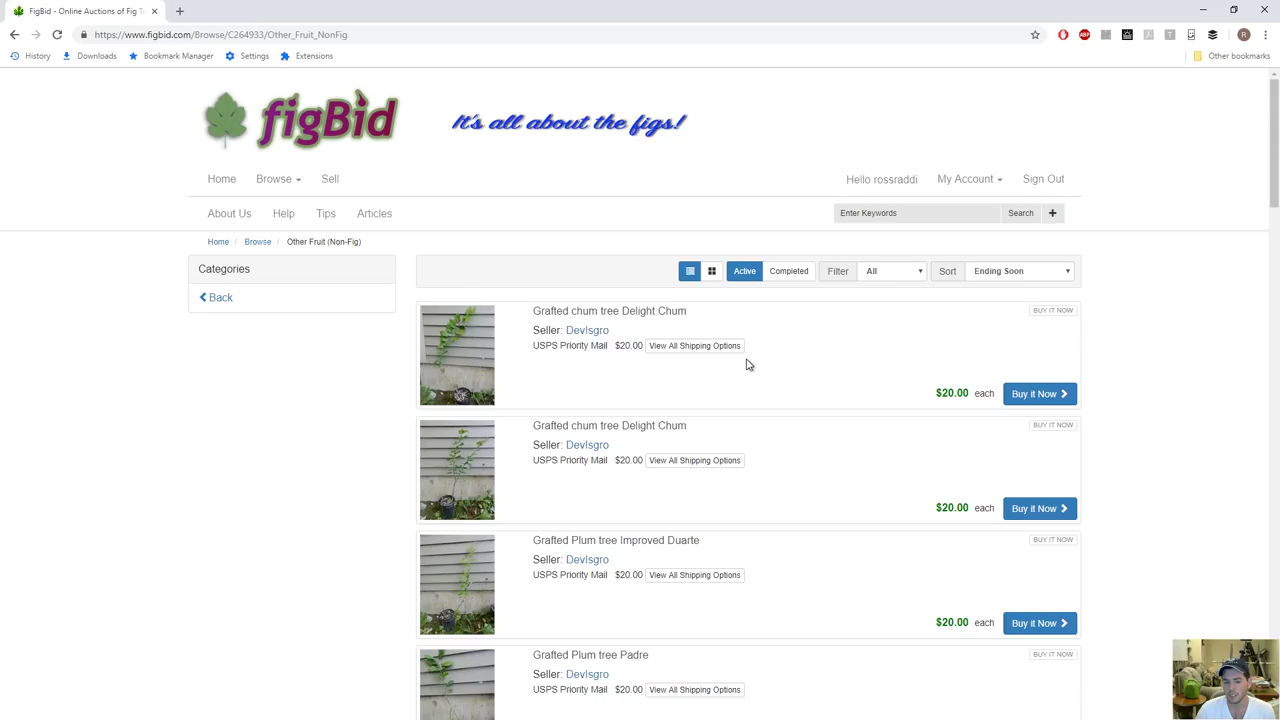 FigBid - Online Auctions of Fig T
https://www.figbid.com/Browse/C264933/Other_Fruit_NonFig
History Downloads Bookmark Manager Settings Extensions Other bookmarks
figBid It's all about the figs!
Home Browse Sell Hello rossraddi My Account Sign Out
About Us Help Tips Articles Enter Keywords Search
Home / Browse / Other Fruit (Non-Fig)
Categories
Back
Active Completed Filter All Sort Ending Soon
Grafted chum tree Delight Chum BUY IT NOW
Seller: DevIsgro
USPS Priority Mail $20.00 View All Shipping Options
$20.00 each Buy it Now
Grafted chum tree Delight Chum BUY IT NOW
Seller: DevIsgro
USPS Priority Mail $20.00 View All Shipping Options
$20.00 each Buy it Now
Grafted Plum tree Improved Duarte BUY IT NOW
Seller: DevIsgro
USPS Priority Mail $20.00 View All Shipping Options
$20.00 each Buy it Now
Grafted Plum tree Padre BUY IT NOW
Seller: DevIsgro
USPS Priority Mail $20.00 View All Shipping Options